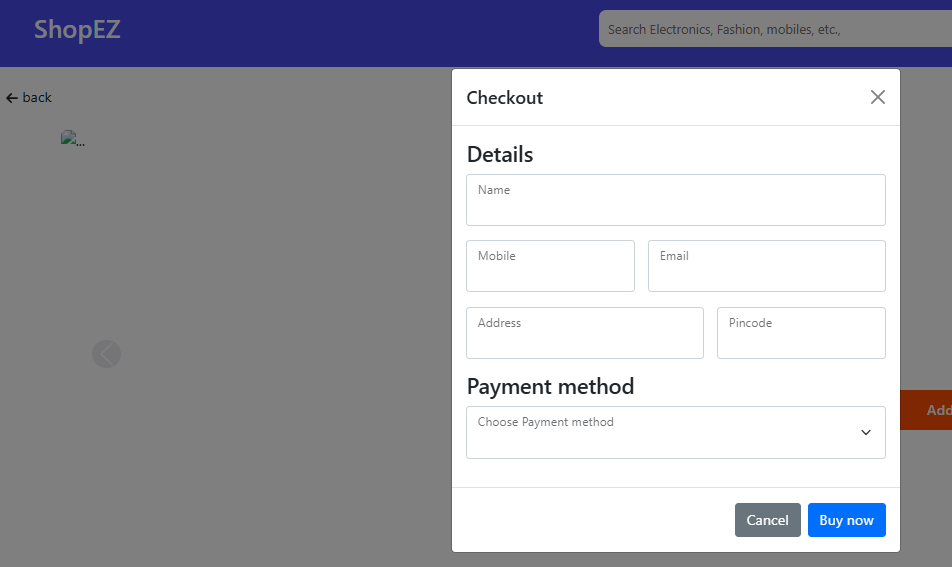 ShopEZ
Search Electronics, Fashion, mobiles, etc.,
back
...
Checkout
Details
Name
Mobile
Email
Address
Pincode
Payment method
Choose Payment method
Add
Cancel
Buy now